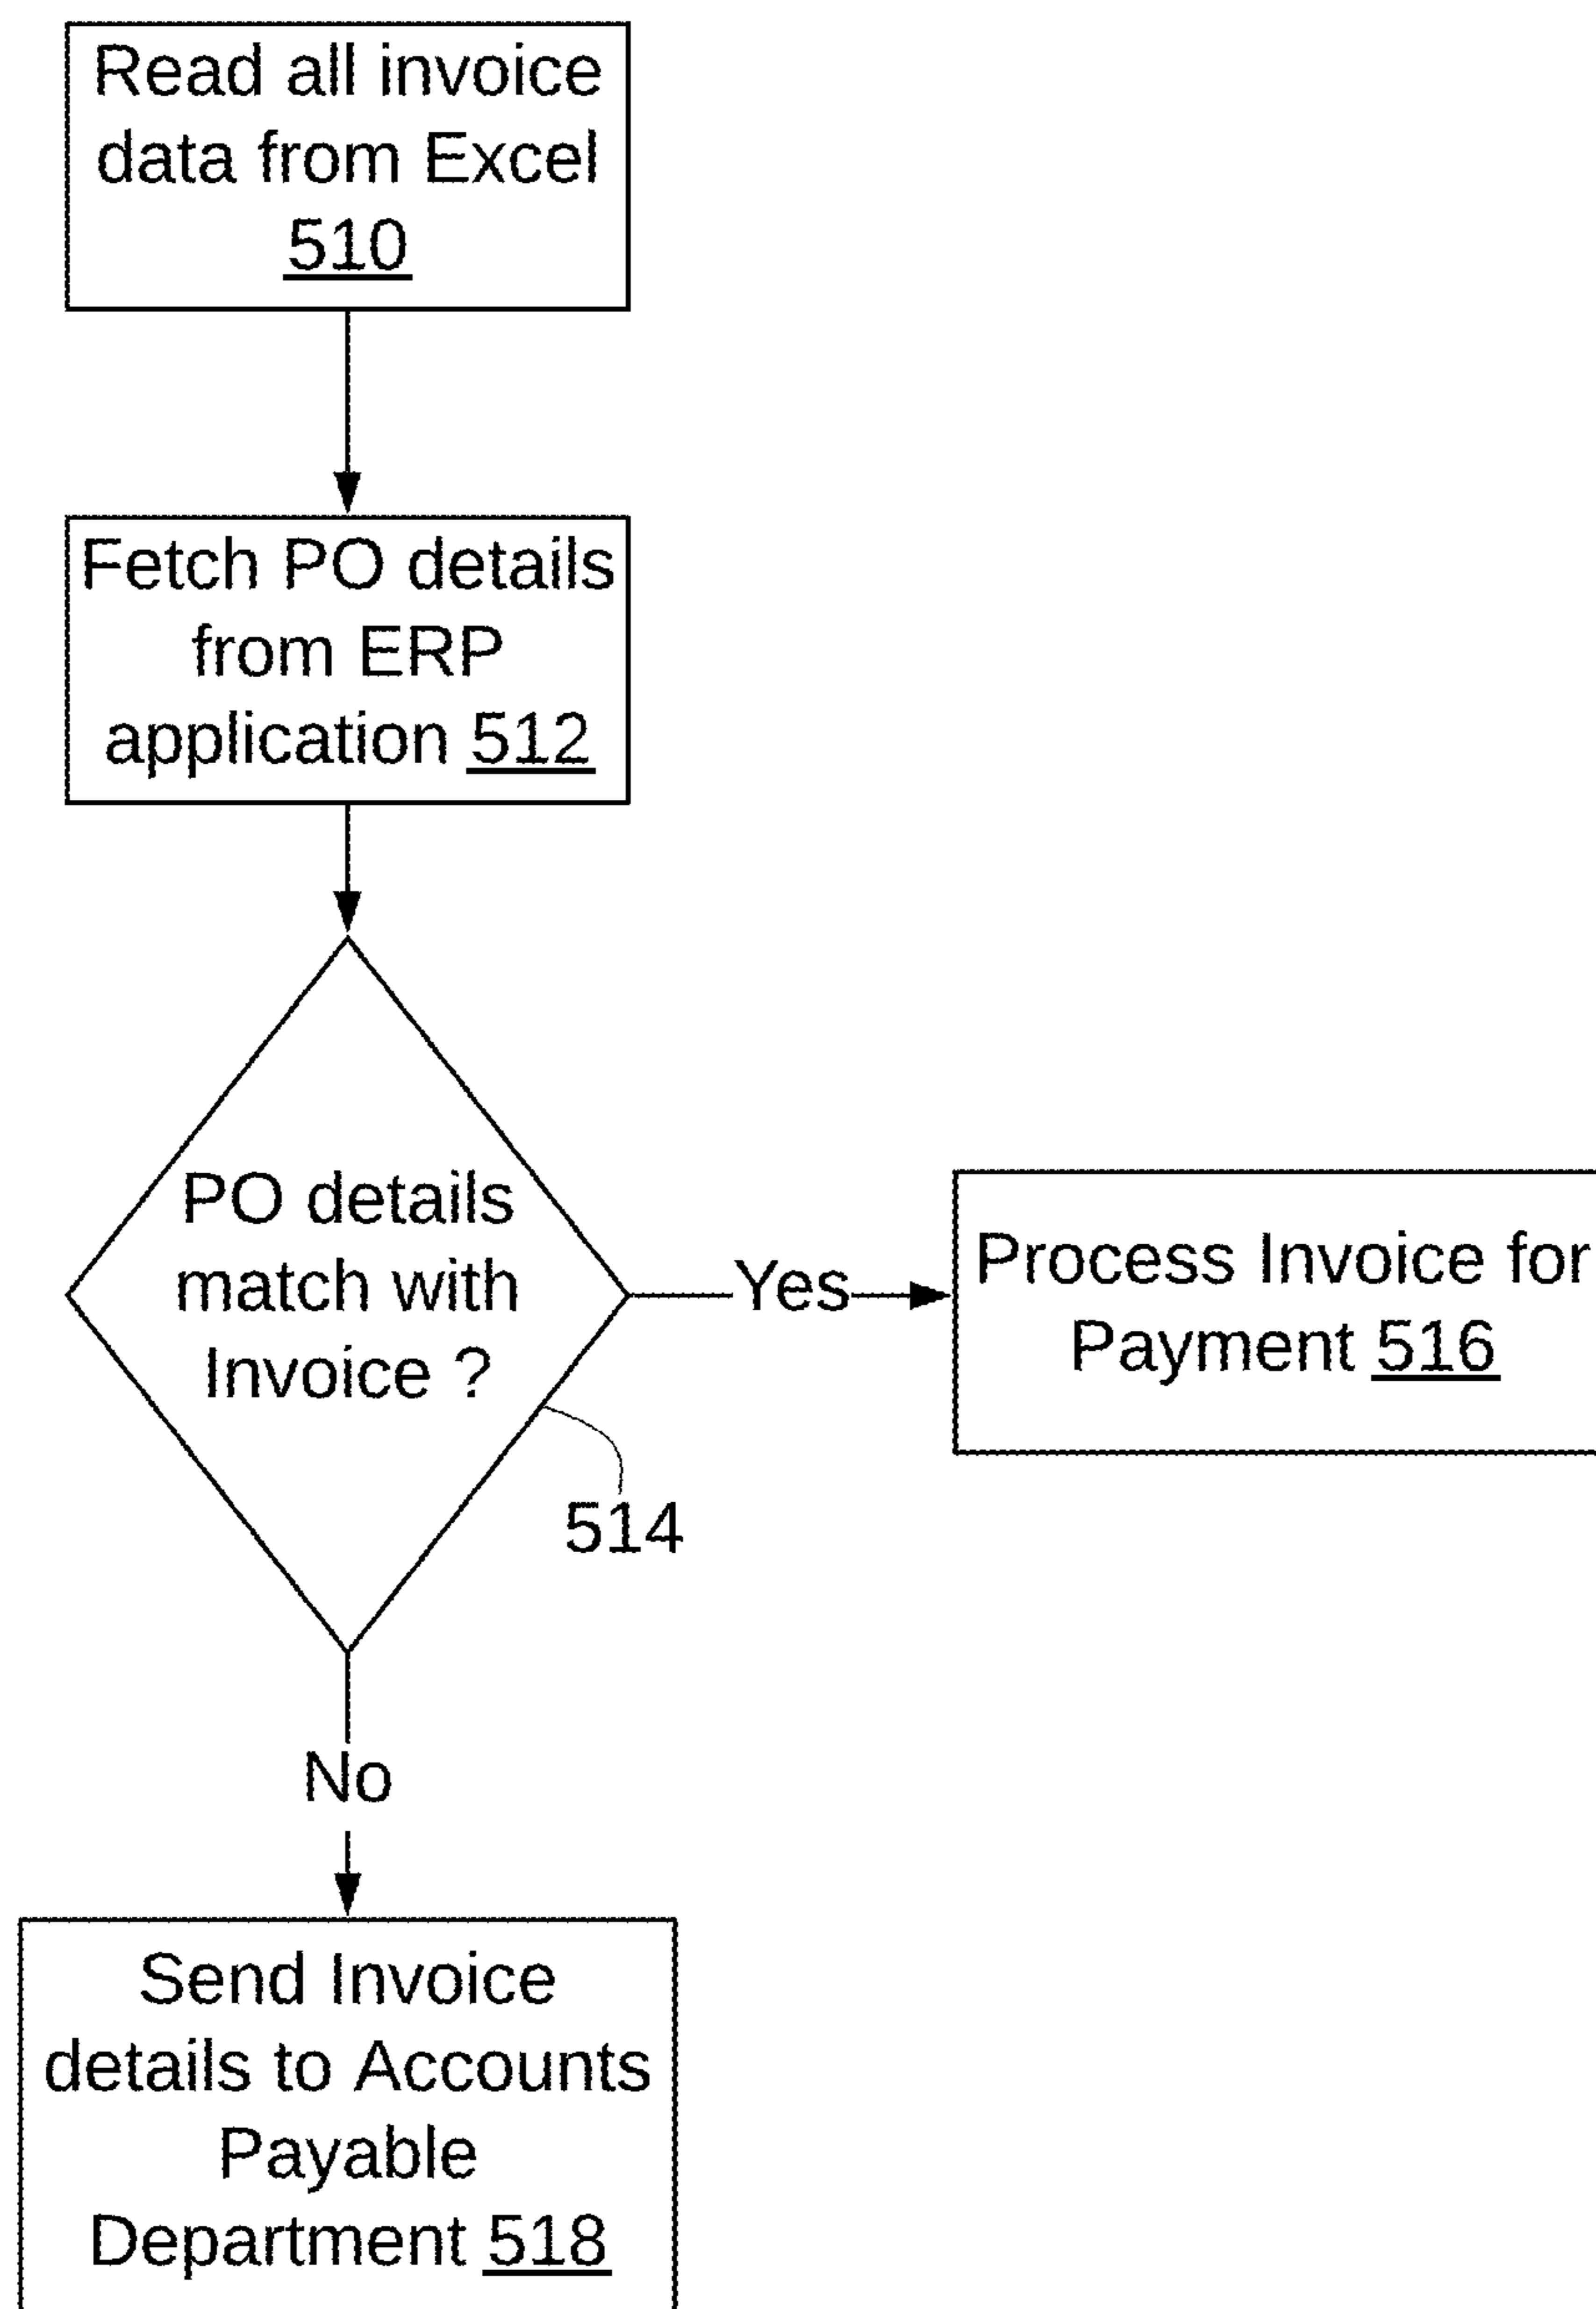 Read all invoice
data from Excel
510
Fetch PO details
from ERP
application 512
PO details
match with
Invoice ?
514
Yes
Process Invoice for
Payment 516
No
Send Invoice
details to Accounts
Payable
Department 518